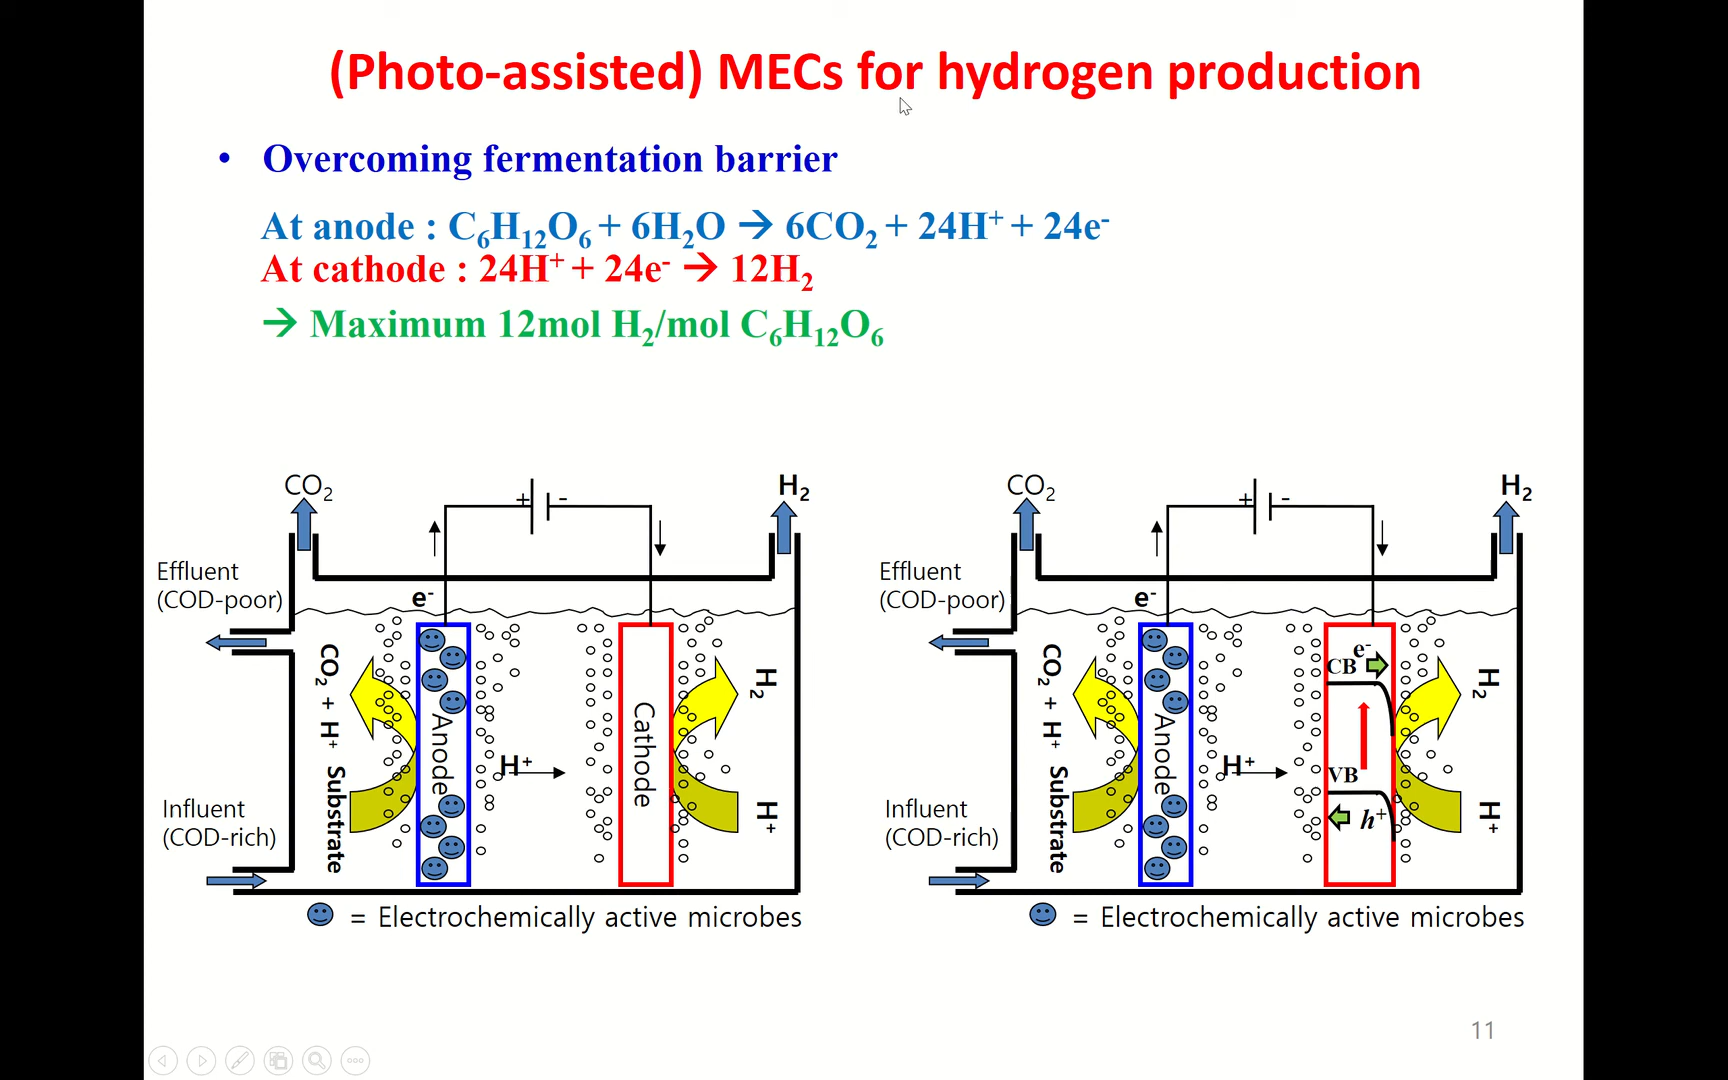 (Photo-assisted) MECs for hydrogen production
• Overcoming fermentation barrier
At anode : C₆H₁₂O₆ + 6H₂O → 6CO₂ + 24H⁺ + 24e⁻
At cathode : 24H⁺ + 24e⁻ → 12H₂
→ Maximum 12mol H₂/mol C₆H₁₂O₆
CO₂
H₂
+ -
Effluent
(COD-poor)
e⁻
CO₂ + H⁺
Substrate
Anode
H⁺
Cathode
H₂
H⁺
Influent
(COD-rich)
= Electrochemically active microbes
CO₂
H₂
+ -
Effluent
(COD-poor)
e⁻
CO₂ + H⁺
Substrate
Anode
H⁺
e⁻
CB
VB
h⁺
H₂
H⁺
Influent
(COD-rich)
= Electrochemically active microbes
11